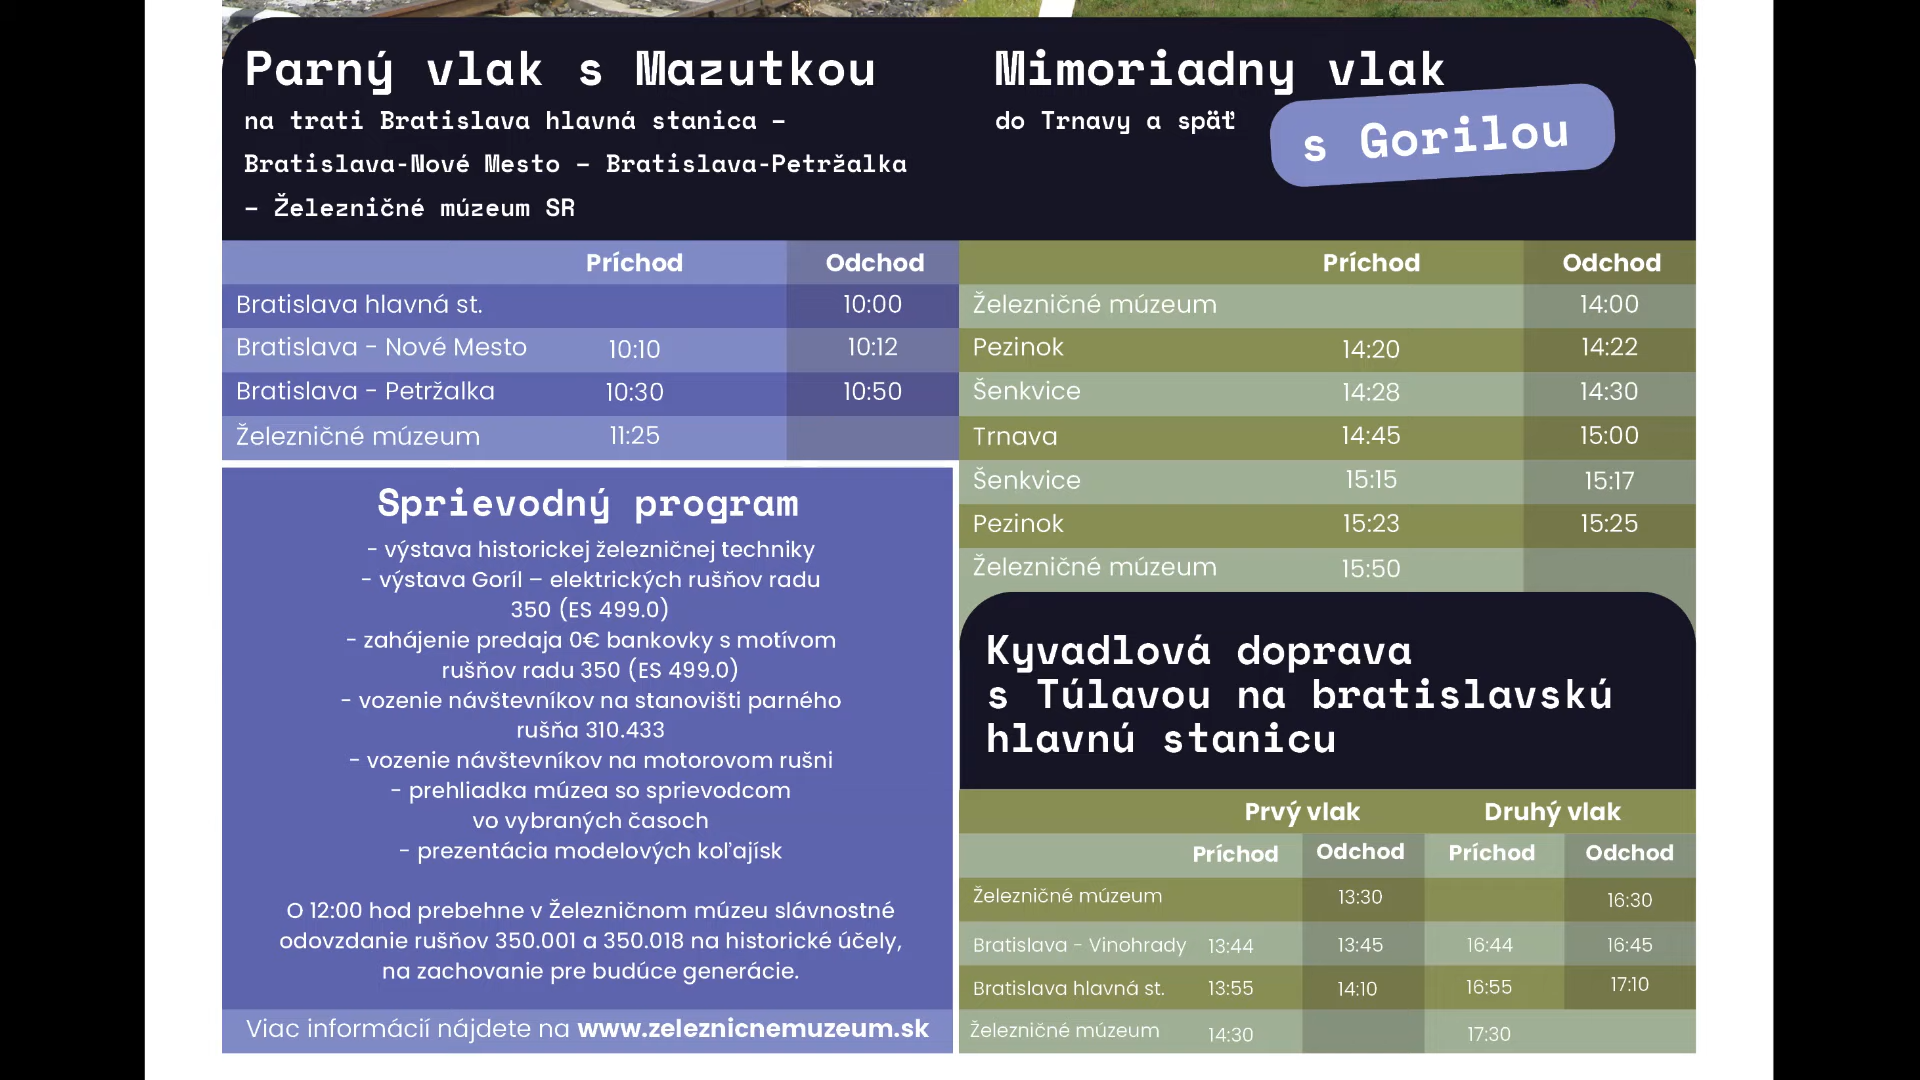 Parný vlak s Mazutkou
na trati Bratislava hlavná stanica –
Bratislava-Nové Mesto – Bratislava-Petržalka
– Železničné múzeum SR
Príchod Odchod
Bratislava hlavná st. 10:00
Bratislava - Nové Mesto 10:10 10:12
Bratislava - Petržalka 10:30 10:50
Železničné múzeum 11:25
Sprievodný program
- výstava historickej železničnej techniky
- výstava Goríl – elektrických rušňov radu
350 (ES 499.0)
- zahájenie predaja 0€ bankovky s motívom
rušňov radu 350 (ES 499.0)
- vozenie návštevníkov na stanovišti parného
rušňa 310.433
- vozenie návštevníkov na motorovom rušni
- prehliadka múzea so sprievodcom
vo vybraných časoch
- prezentácia modelových koľajísk
O 12:00 hod prebehne v Železničnom múzeu slávnostné
odovzdanie rušňov 350.001 a 350.018 na historické účely,
na zachovanie pre budúce generácie.
Viac informácií nájdete na www.zeleznicnemuzeum.sk
Mimoriadny vlak
do Trnavy a späť
s Gorilou
Príchod Odchod
Železničné múzeum 14:00
Pezinok 14:20 14:22
Šenkvice 14:28 14:30
Trnava 14:45 15:00
Šenkvice 15:15 15:17
Pezinok 15:23 15:25
Železničné múzeum 15:50
Kyvadlová doprava
s Túlavou na bratislavskú
hlavnú stanicu
Prvý vlak Druhý vlak
Príchod Odchod Príchod Odchod
Železničné múzeum 13:30 16:30
Bratislava - Vinohrady 13:44 13:45 16:44 16:45
Bratislava hlavná st. 13:55 14:10 16:55 17:10
Železničné múzeum 14:30 17:30